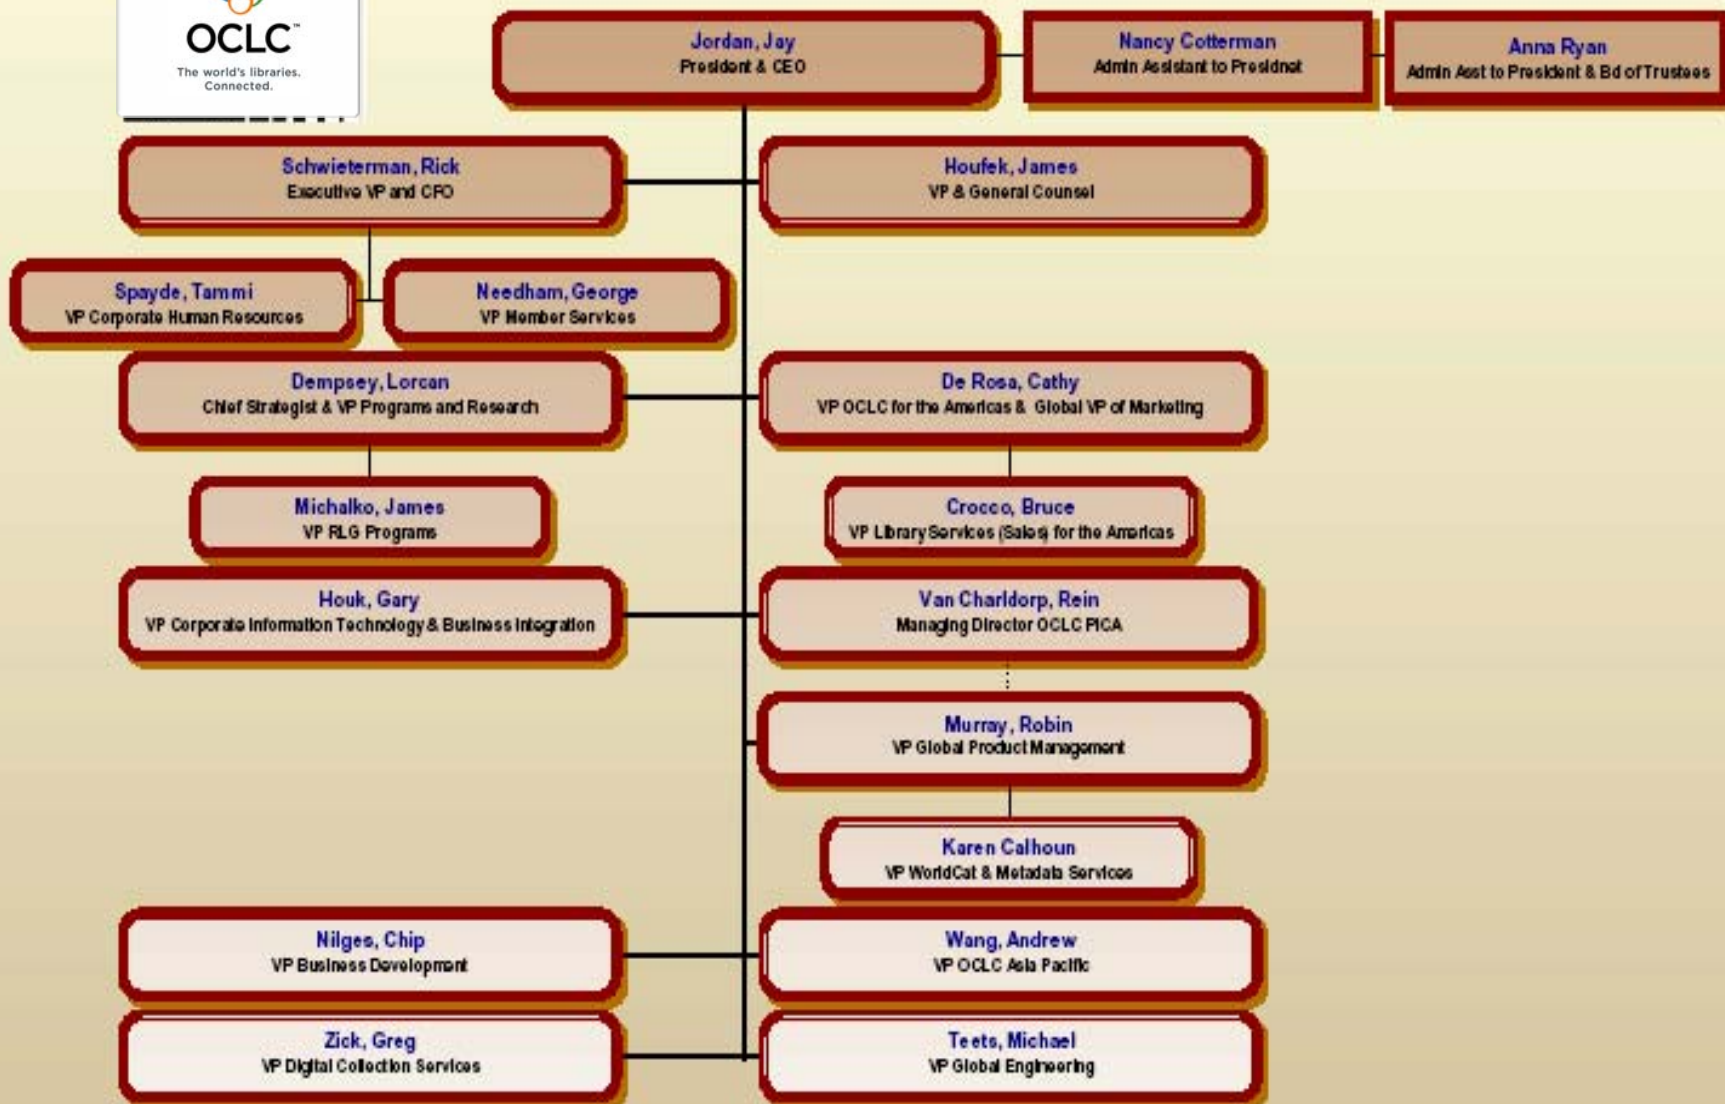 OCLC™
The world's libraries.
Connected.
Jordan, Jay
President & CEO
Nancy Cotterman
Admin Assistant to Presidnet
Anna Ryan
Admin Asst to President & Bd of Trustees
Schwieterman, Rick
Executive VP and CFO
Houfek, James
VP & General Counsel
Spayde, Tammi
VP Corporate Human Resources
Needham, George
VP Member Services
Dempsey, Lorcan
Chief Strategist & VP Programs and Research
De Rosa, Cathy
VP OCLC for the Americas & Global VP of Marketing
Michalko, James
VP RLG Programs
Crocco, Bruce
VP Library Services (Sales) for the Americas
Houk, Gary
VP Corporate Information Technology & Business Integration
Van Charldorp, Rein
Managing Director OCLC PICA
Murray, Robin
VP Global Product Management
Karen Calhoun
VP WorldCat & Metadata Services
Nilges, Chip
VP Business Development
Wang, Andrew
VP OCLC Asia Pacific
Zick, Greg
VP Digital Collection Services
Teets, Michael
VP Global Engineering